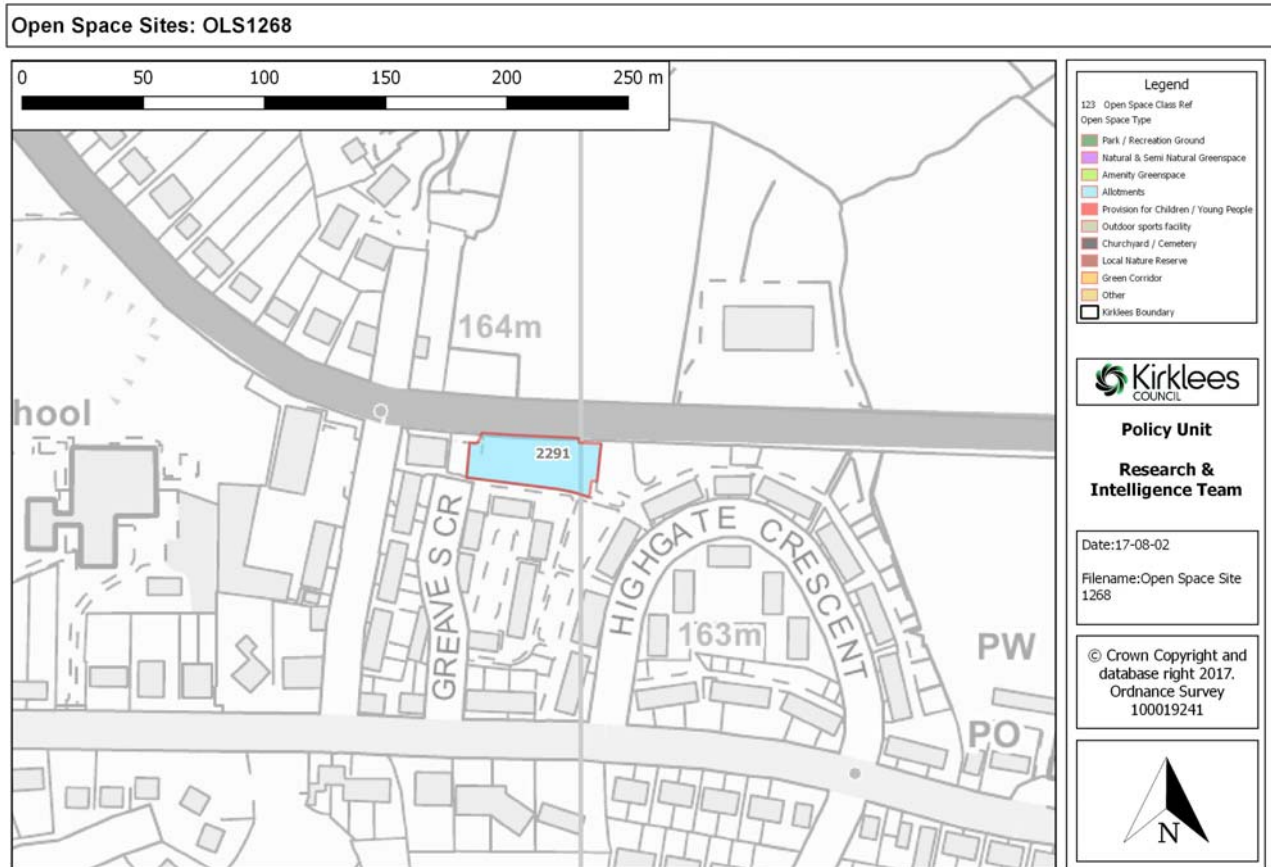 Open Space Sites: OLS1268
0 50 100 150 200 250 m
164m
hool
2291
GREAVES CR
HIGHGATE CRESCENT
163m
PW
PO
Legend
123 Open Space Class Ref
Open Space Type
Park / Recreation Ground
Natural & Semi Natural Greenspace
Amenity Greenspace
Allotments
Provision for Children / Young People
Outdoor sports facility
Churchyard / Cemetery
Local Nature Reserve
Green Corridor
Other
Kirklees Boundary
Kirklees
COUNCIL
Policy Unit
Research &
Intelligence Team
Date:17-08-02
Filename:Open Space Site
1268
© Crown Copyright and
database right 2017.
Ordnance Survey
100019241
N